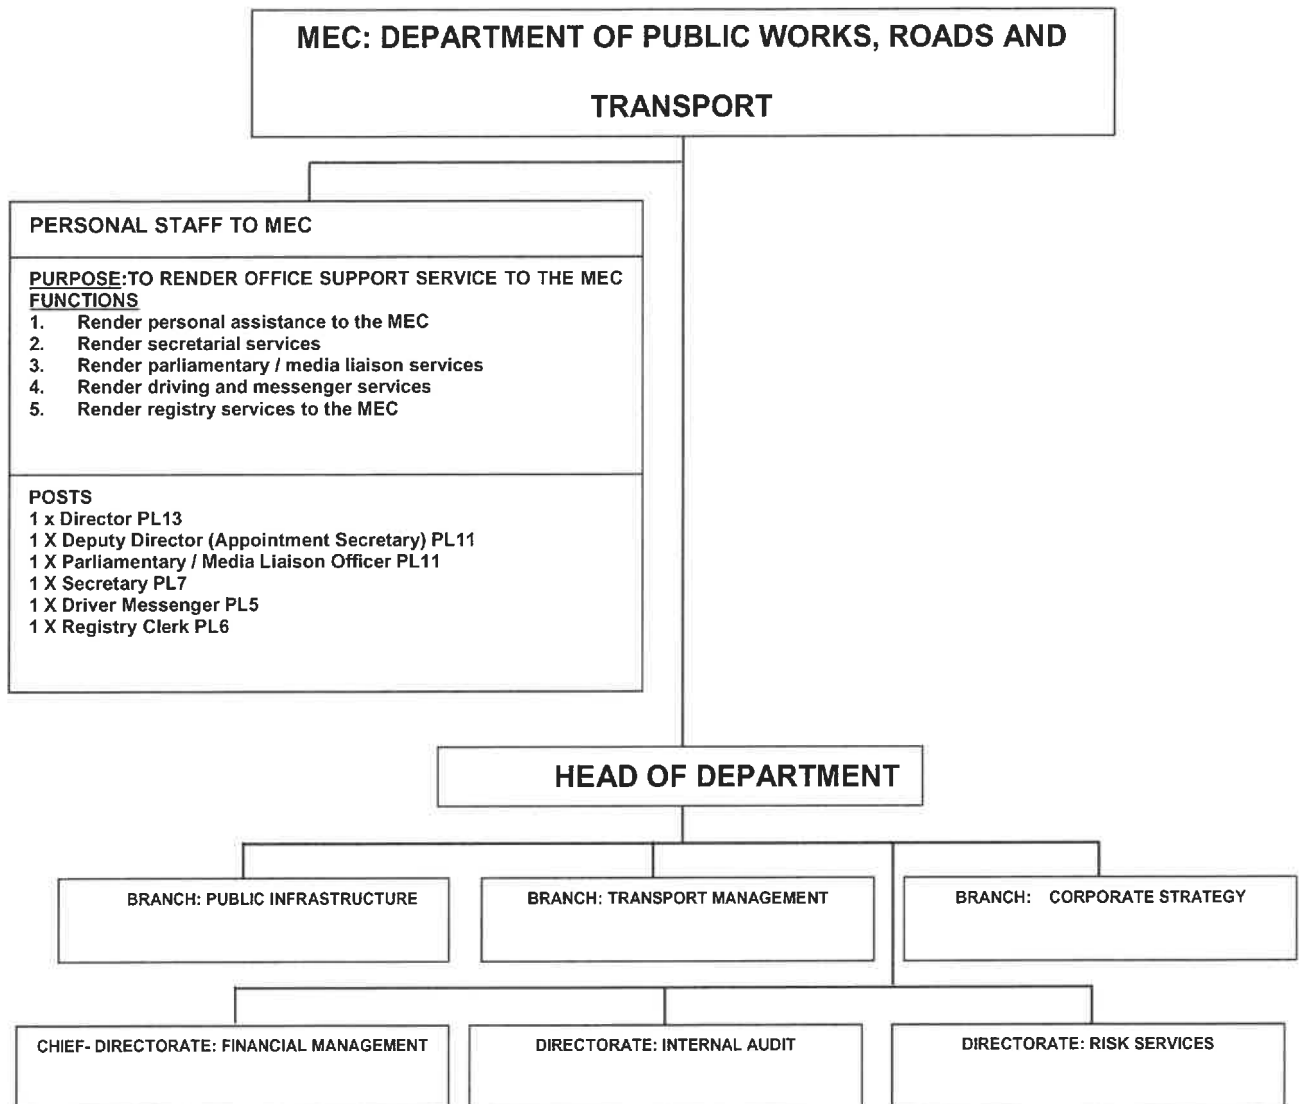 MEC: DEPARTMENT OF PUBLIC WORKS, ROADS AND
TRANSPORT
PERSONAL STAFF TO MEC
PURPOSE:TO RENDER OFFICE SUPPORT SERVICE TO THE MEC
FUNCTIONS
1. Render personal assistance to the MEC
2. Render secretarial services
3. Render parliamentary / media liaison services
4. Render driving and messenger services
5. Render registry services to the MEC
POSTS
1 x Director PL13
1 X Deputy Director (Appointment Secretary) PL11
1 X Parliamentary / Media Liaison Officer PL11
1 X Secretary PL7
1 X Driver Messenger PL5
1 X Registry Clerk PL6
HEAD OF DEPARTMENT
BRANCH: PUBLIC INFRASTRUCTURE
BRANCH: TRANSPORT MANAGEMENT
BRANCH: CORPORATE STRATEGY
CHIEF- DIRECTORATE: FINANCIAL MANAGEMENT
DIRECTORATE: INTERNAL AUDIT
DIRECTORATE: RISK SERVICES